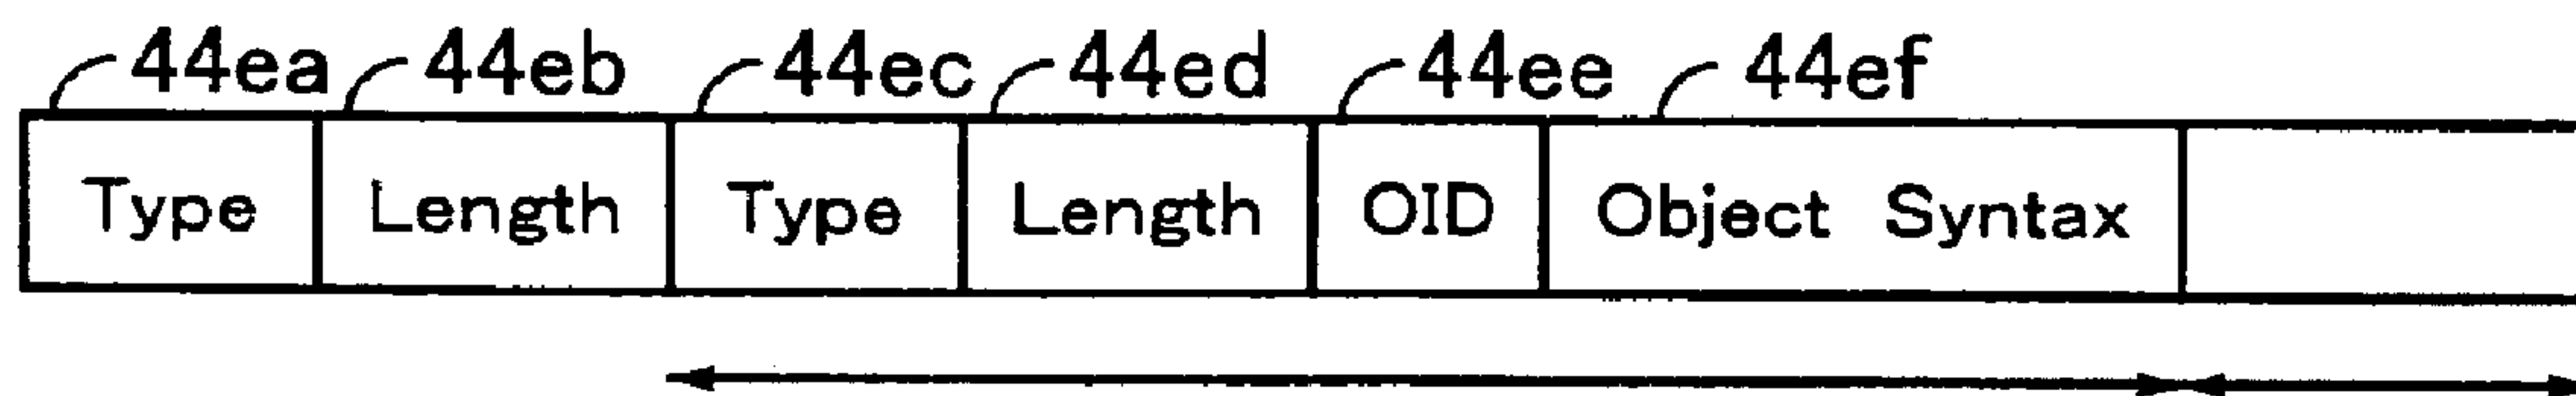 44ea 44eb 44ec 44ed 44ee 44ef
Type Length Type Length OID Object Syntax